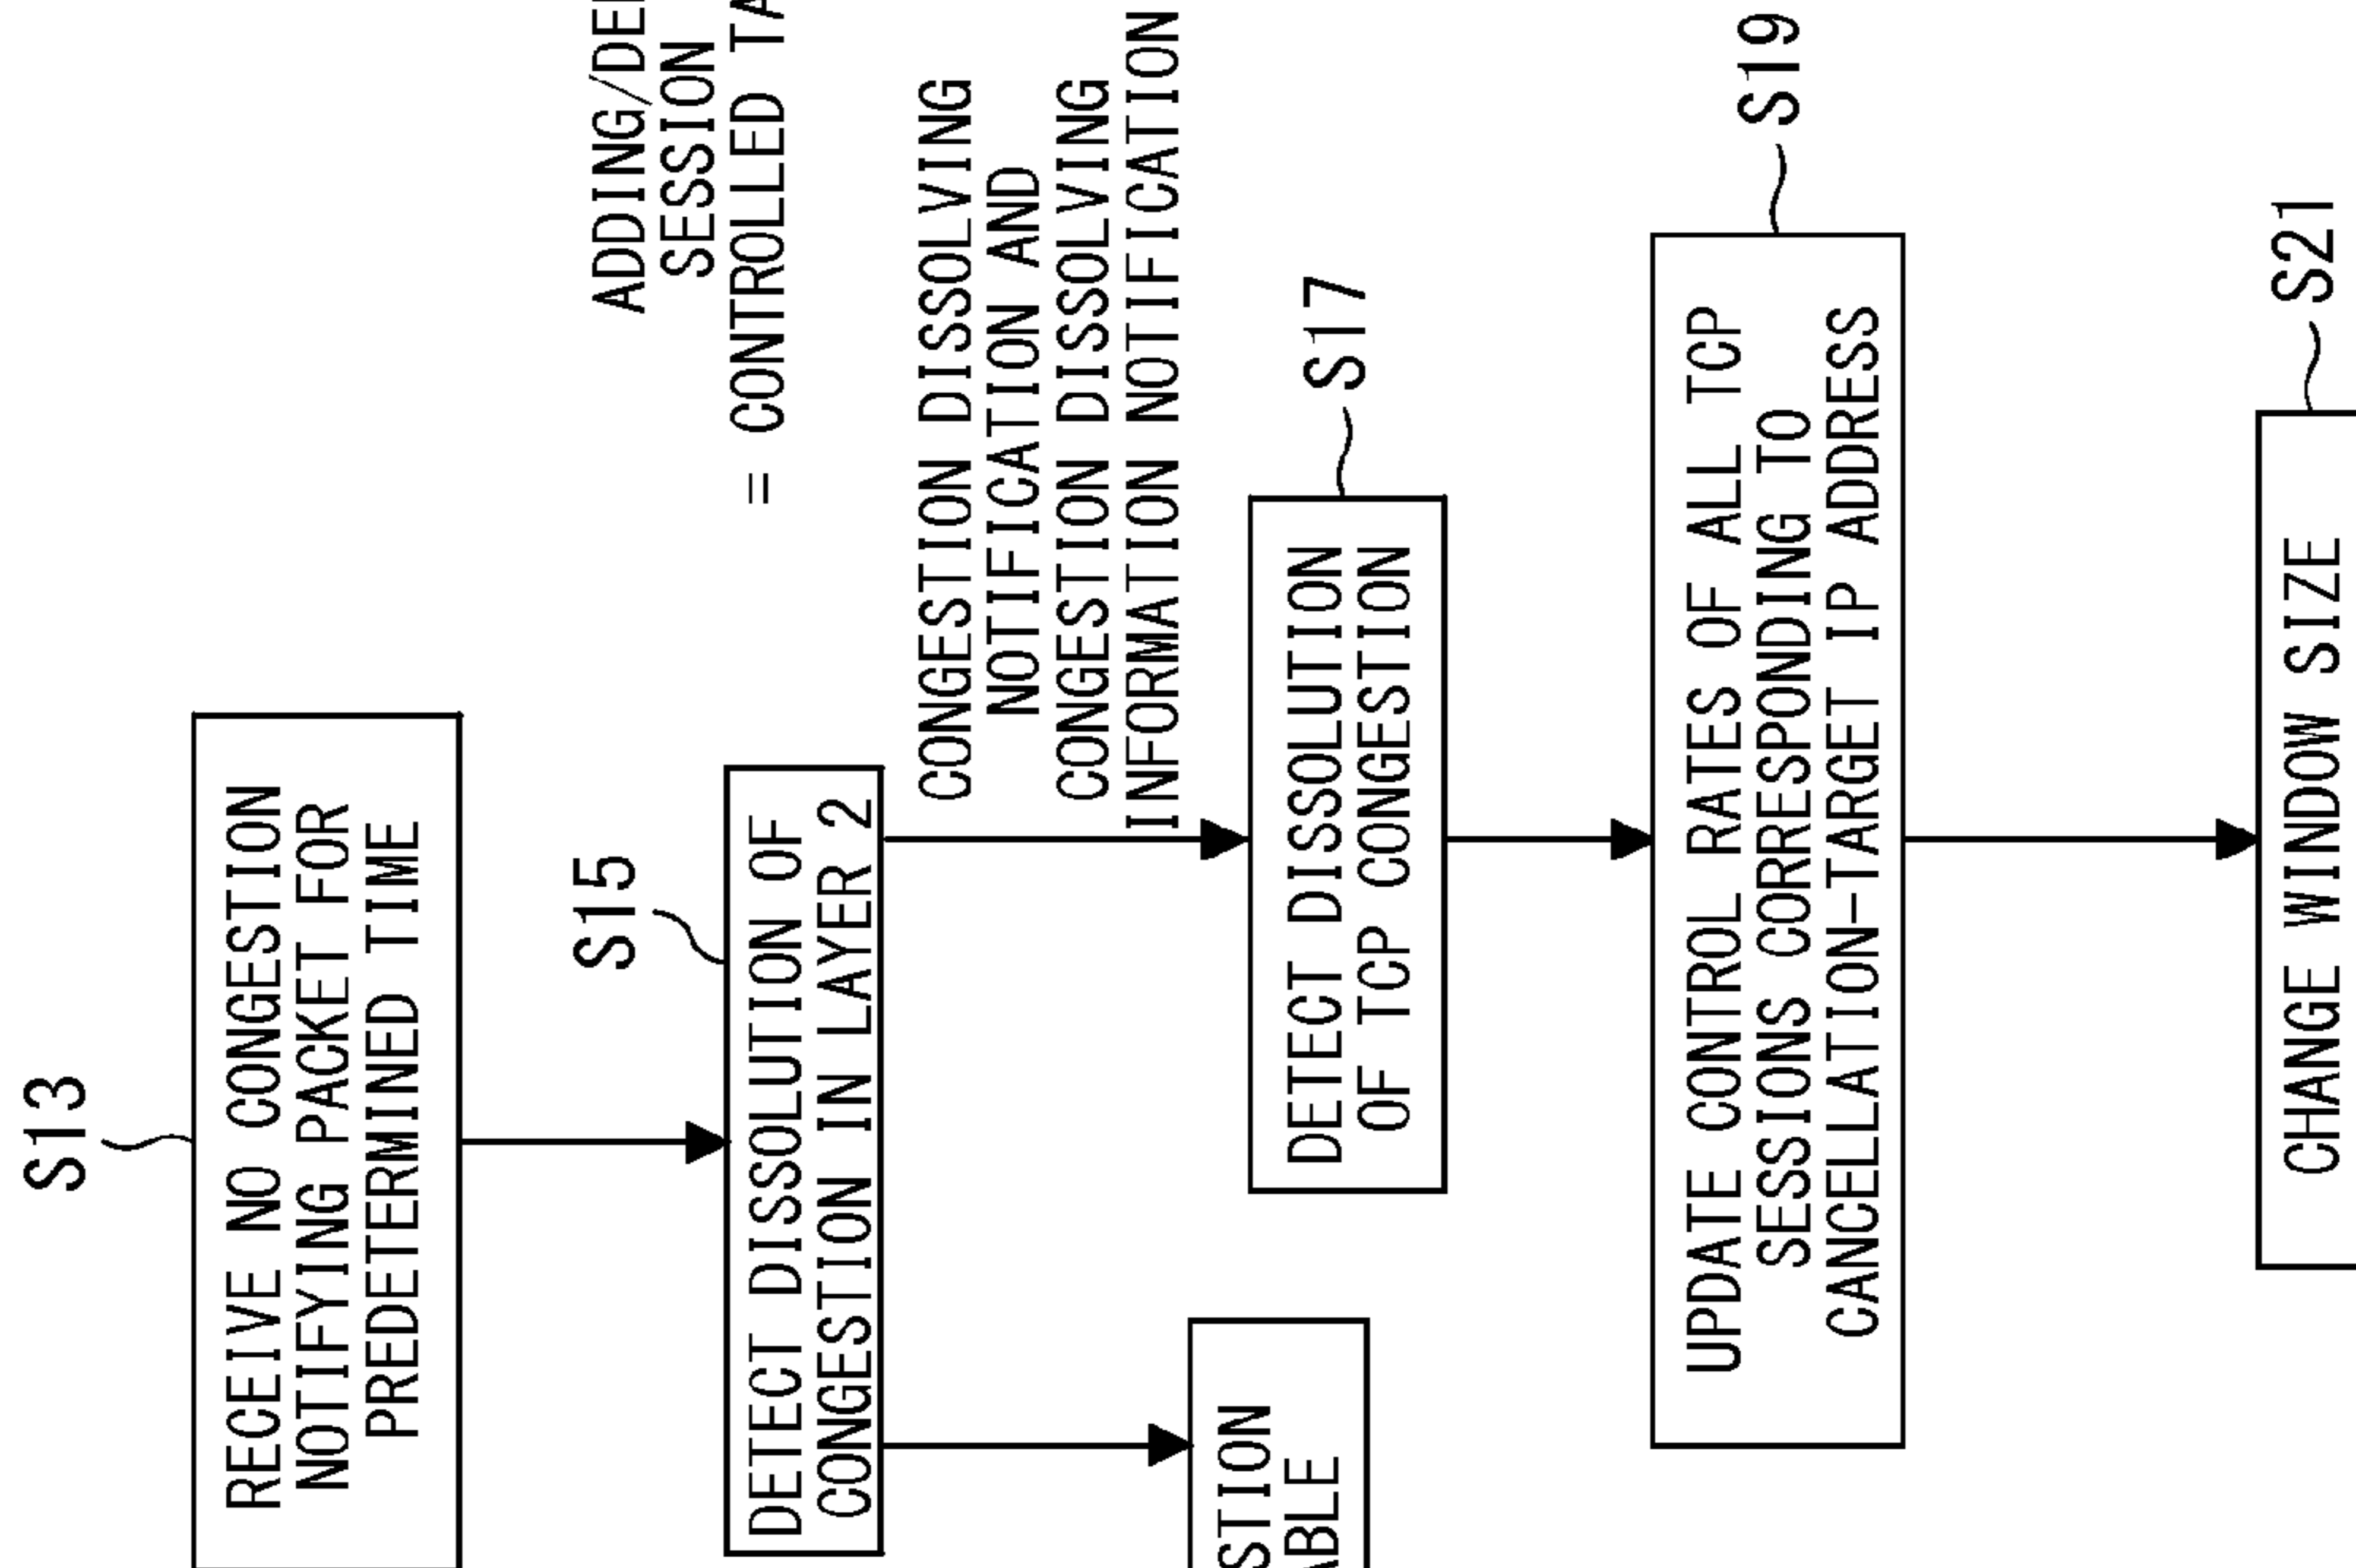 S13
RECEIVE NO CONGESTION
NOTIFYING PACKET FOR
PREDETERMINED TIME
S15
DETECT DISSOLUTION OF
CONGESTION IN LAYER 2
ADDING/
SESSION
= CONTROLLED
CONGESTION DISSOLVING
NOTIFICATION AND
CONGESTION DISSOLVING
INFORMATION NOTIFICATION
S17
DETECT DISSOLUTION
OF TCP CONGESTION
S19
UPDATE CONTROL RATES OF ALL TCP
SESSIONS CORRESPONDING TO
CANCELLATION-TARGET IP ADDRESS
S21
CHANGE WINDOW SIZE